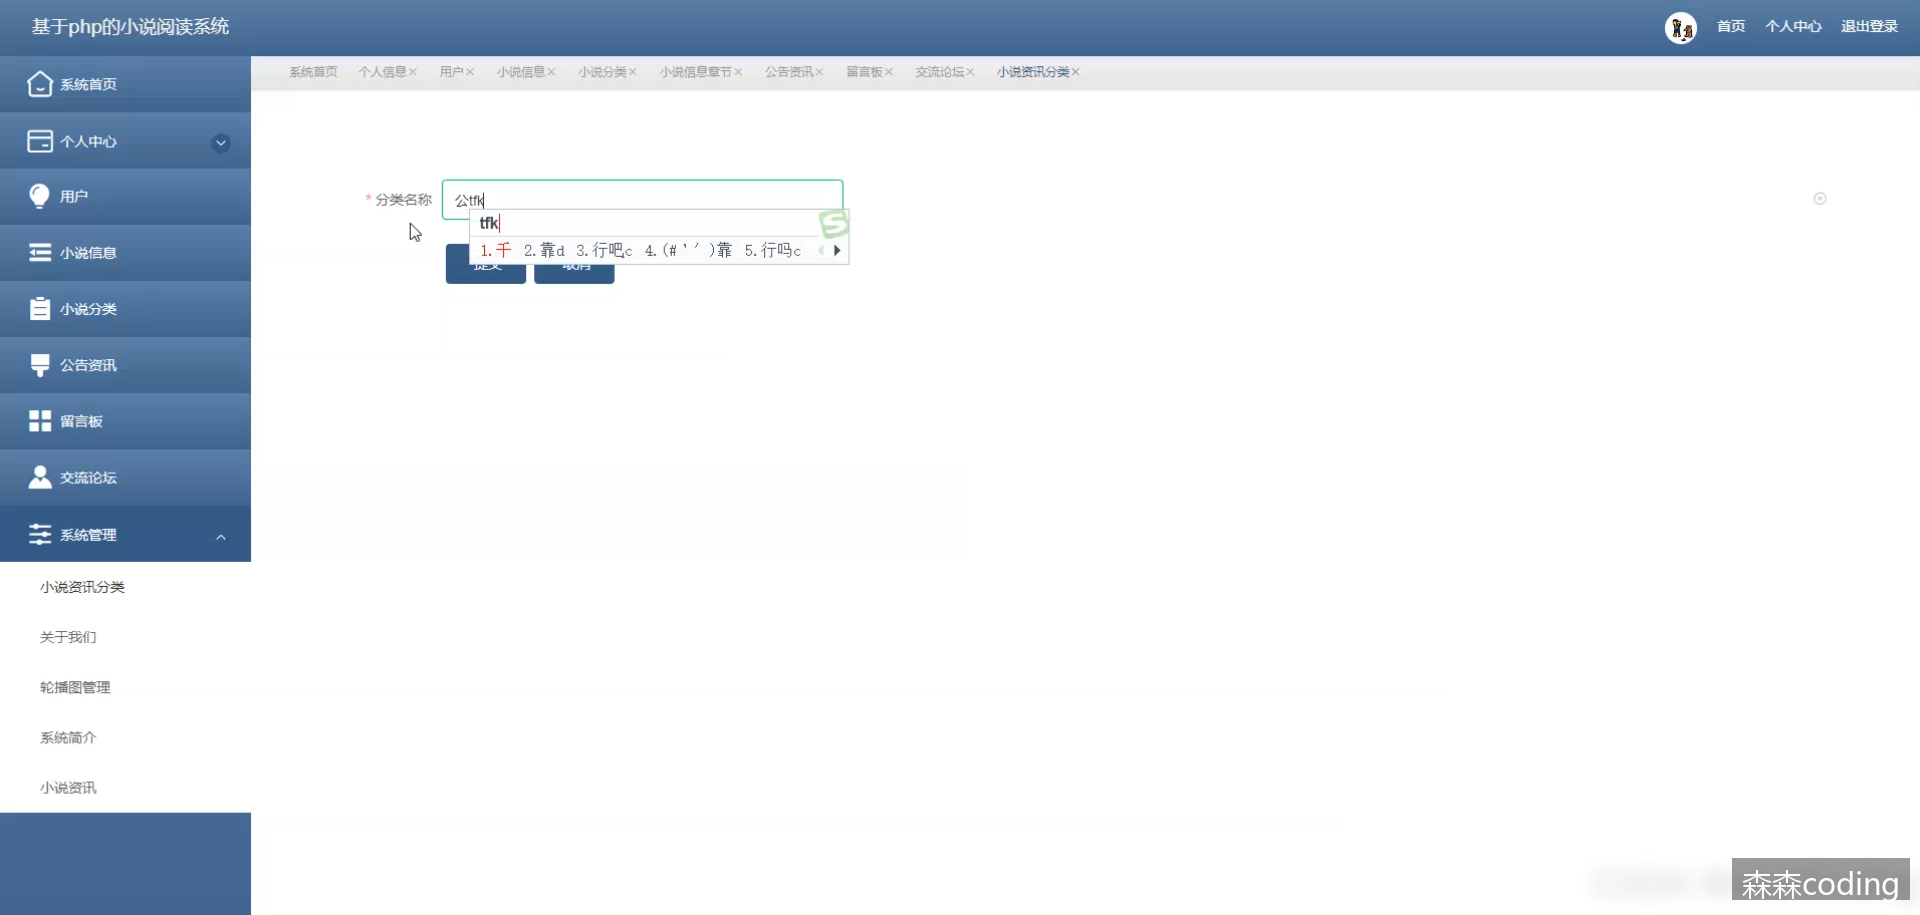 基于php的小说阅读系统
首页 个人中心 退出登录
系统首页 个人信息× 用户× 小说信息× 小说分类× 小说信息章节× 公告资讯× 留言板× 交流论坛× 小说资讯分类×
系统首页
个人中心
用户
小说信息
小说分类
公告资讯
留言板
交流论坛
系统管理
小说资讯分类
关于我们
轮播图管理
系统简介
小说资讯
* 分类名称 公tfk
tfk
1.千 2.靠d 3.行吧c 4.(#＇′)靠 5.行吗c
提交 取消
森森coding